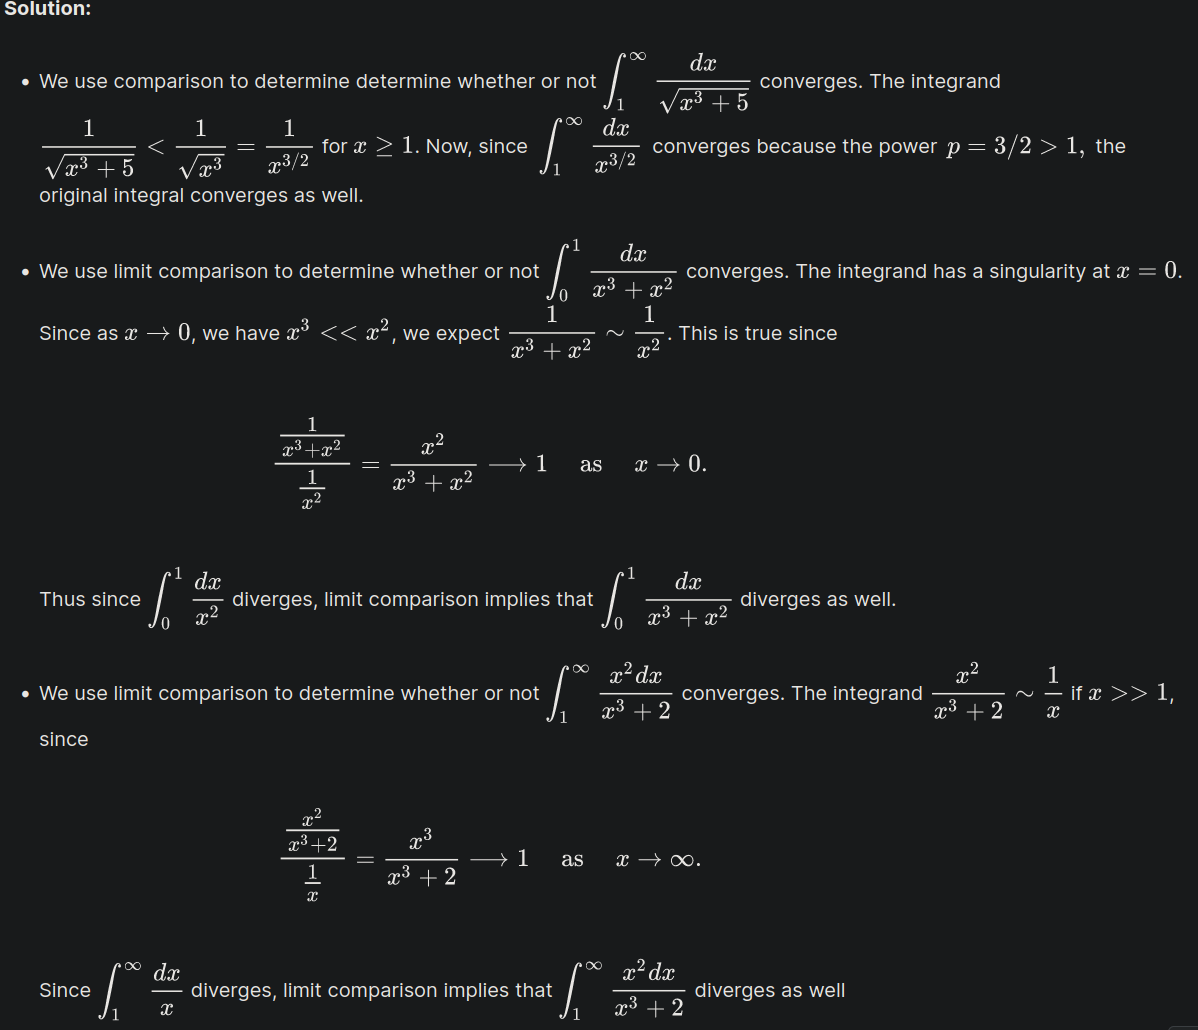 Solution:
• We use comparison to determine determine whether or not $\int_1^\infty \frac{dx}{\sqrt{x^3+5}}$ converges. The integrand
$\frac{1}{\sqrt{x^3+5}} < \frac{1}{\sqrt{x^3}} = \frac{1}{x^{3/2}}$ for $x \geq 1$. Now, since $\int_1^\infty \frac{dx}{x^{3/2}}$ converges because the power $p = 3/2 > 1,$ the
original integral converges as well.
• We use limit comparison to determine whether or not $\int_0^1 \frac{dx}{x^3+x^2}$ converges. The integrand has a singularity at $x = 0.$
Since as $x \to 0$, we have $x^3 << x^2$, we expect $\frac{1}{x^3+x^2} \sim \frac{1}{x^2}$. This is true since
$\frac{\frac{1}{x^3+x^2}}{\frac{1}{x^2}} = \frac{x^2}{x^3+x^2} \longrightarrow 1 \quad \text{as} \quad x \to 0.$
Thus since $\int_0^1 \frac{dx}{x^2}$ diverges, limit comparison implies that $\int_0^1 \frac{dx}{x^3+x^2}$ diverges as well.
• We use limit comparison to determine whether or not $\int_1^\infty \frac{x^2 dx}{x^3+2}$ converges. The integrand $\frac{x^2}{x^3+2} \sim \frac{1}{x}$ if $x >> 1$,
since
$\frac{\frac{x^2}{x^3+2}}{\frac{1}{x}} = \frac{x^3}{x^3+2} \longrightarrow 1 \quad \text{as} \quad x \to \infty.$
Since $\int_1^\infty \frac{dx}{x}$ diverges, limit comparison implies that $\int_1^\infty \frac{x^2 dx}{x^3+2}$ diverges as well